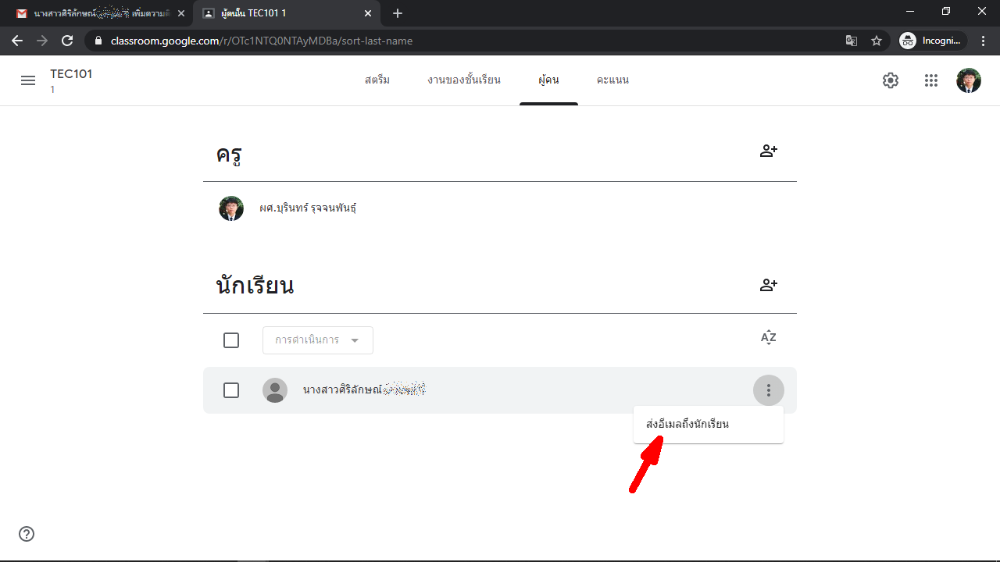 นางสาวศิริลักษณ์ เพิ่มความคิ
ผู้คนใน TEC101 1
classroom.google.com/r/OTc1NTQ0NTAyMDBa/sort-last-name
Incogni...
TEC101
1
สตรีม
งานของชั้นเรียน
ผู้คน
คะแนน
ครู
ผศ.บุรินทร์ รุจจนพันธุ์
นักเรียน
การดำเนินการ
AZ
นางสาวศิริลักษณ์
ส่งอีเมลถึงนักเรียน